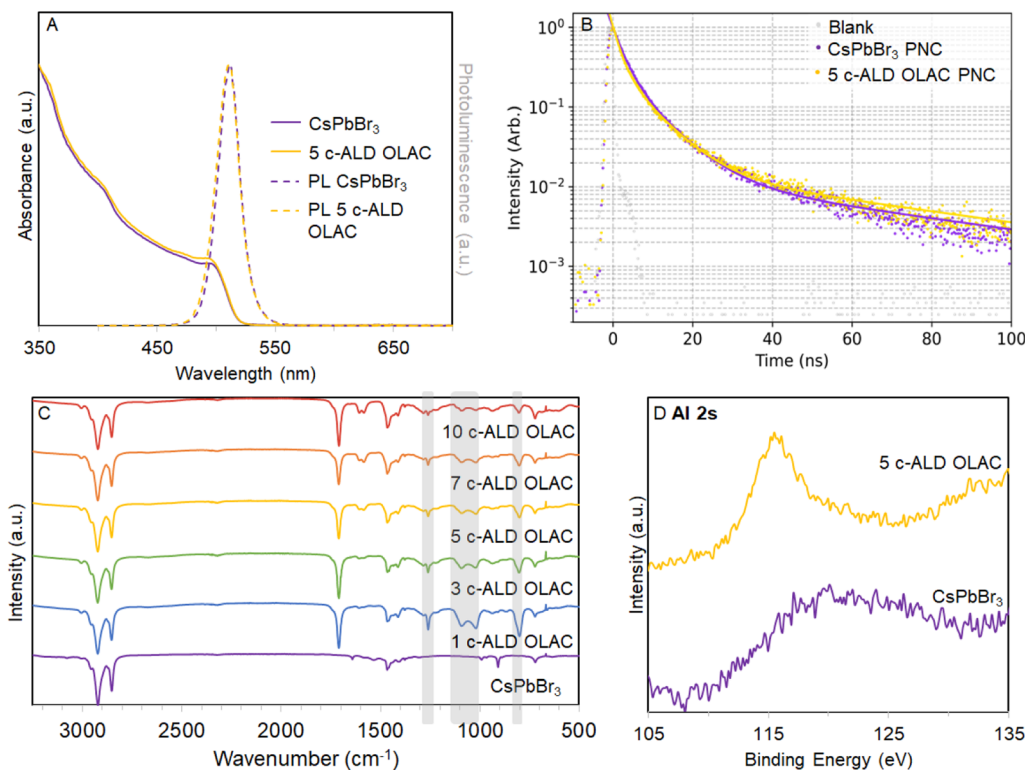 A
Absorbance (a.u.)
Photoluminescence (a.u.)
CsPbBr₃
5 c-ALD OLAC
PL CsPbBr₃
PL 5 c-ALD
OLAC
350
450
550
650
Wavelength (nm)
B
Blank
CsPbBr₃ PNC
5 c-ALD OLAC PNC
Intensity (Arb.)
10⁰
10⁻¹
10⁻²
10⁻³
0
20
40
60
80
100
Time (ns)
C
Intensity (a.u.)
10 c-ALD OLAC
7 c-ALD OLAC
5 c-ALD OLAC
3 c-ALD OLAC
1 c-ALD OLAC
CsPbBr₃
3000
2500
2000
1500
1000
500
Wavenumber (cm⁻¹)
D Al 2s
Intensity (a.u.)
5 c-ALD OLAC
CsPbBr₃
105
115
125
135
Binding Energy (eV)